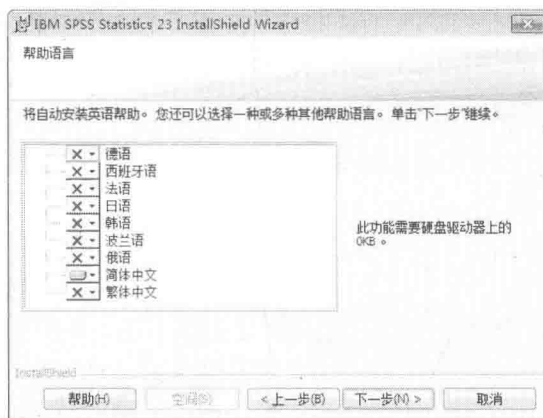 IBM SPSS Statistics 23 InstallShield Wizard
帮助语言
将自动安装英语帮助。您还可以选择一种或多种其他帮助语言。单击“下一步”继续。
德语
西班牙语
法语
日语
韩语
波兰语
俄语
简体中文
繁体中文
此功能需要硬盘驱动器上的
0KB。
InstallShield
帮助(H)
空间(S)
<上一步(B)
下一步(N) >
取消